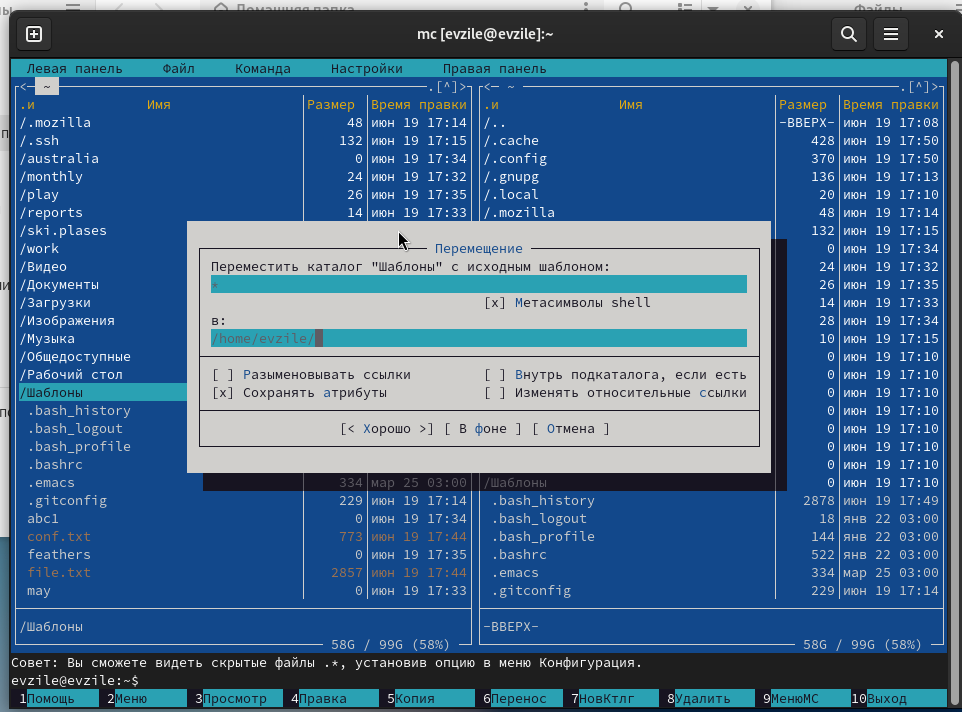 Домашняя папка
Файлы
mc [evzile@evzile]:~
Левая панель Файл Команда Настройки Правая панель
<─ ~ .[^]> <─ ~ .[^]>
.и Имя Размер Время правки .и Имя Размер Время правки
/.mozilla 48 июн 19 17:14 /.. -ВВЕРХ- июн 19 17:08
/.ssh 132 июн 19 17:15 /.cache 428 июн 19 17:50
/australia 0 июн 19 17:34 /.config 370 июн 19 17:50
/monthly 24 июн 19 17:32 /.gnupg 136 июн 19 17:13
/play 26 июн 19 17:35 /.local 20 июн 19 17:10
/reports 14 июн 19 17:33 /.mozilla 48 июн 19 17:14
/ski.plases 132 июн 19 17:15
/work 0 июн 19 17:34
/Видео 24 июн 19 17:32
/Документы 26 июн 19 17:35
/Загрузки 14 июн 19 17:33
/Изображения 28 июн 19 17:34
/Музыка 10 июн 19 17:15
/Общедоступные 0 июн 19 17:10
/Рабочий стол 0 июн 19 17:10
/Шаблоны 0 июн 19 17:10
.bash_history 0 июн 19 17:10
.bash_logout 0 июн 19 17:10
.bash_profile 0 июн 19 17:10
.bashrc 0 июн 19 17:10
Перемещение
Переместить каталог "Шаблоны" с исходным шаблоном:
*
[x] Метасимволы shell
в:
/home/evzile/
[ ] Разыменовывать ссылки [ ] Внутрь подкаталога, если есть
[x] Сохранять атрибуты [ ] Изменять относительные ссылки
[< Хорошо >] [ В фоне ] [ Отмена ]
.emacs 334 мар 25 03:00 /Шаблоны 0 июн 19 17:10
.gitconfig 229 июн 19 17:14 .bash_history 2878 июн 19 17:49
abc1 0 июн 19 17:34 .bash_logout 18 янв 22 03:00
conf.txt 773 июн 19 17:44 .bash_profile 144 янв 22 03:00
feathers 0 июн 19 17:35 .bashrc 522 янв 22 03:00
file.txt 2857 июн 19 17:44 .emacs 334 мар 25 03:00
may 0 июн 19 17:33 .gitconfig 229 июн 19 17:14
/Шаблоны -ВВЕРХ-
58G / 99G (58%) 58G / 99G (58%)
Совет: Вы сможете видеть скрытые файлы .*, установив опцию в меню Конфигурация.
evzile@evzile:~$
1Помощь 2Меню 3Просмотр 4Правка 5Копия 6Перенос 7НовКтлг 8Удалить 9МенюМС 10Выход